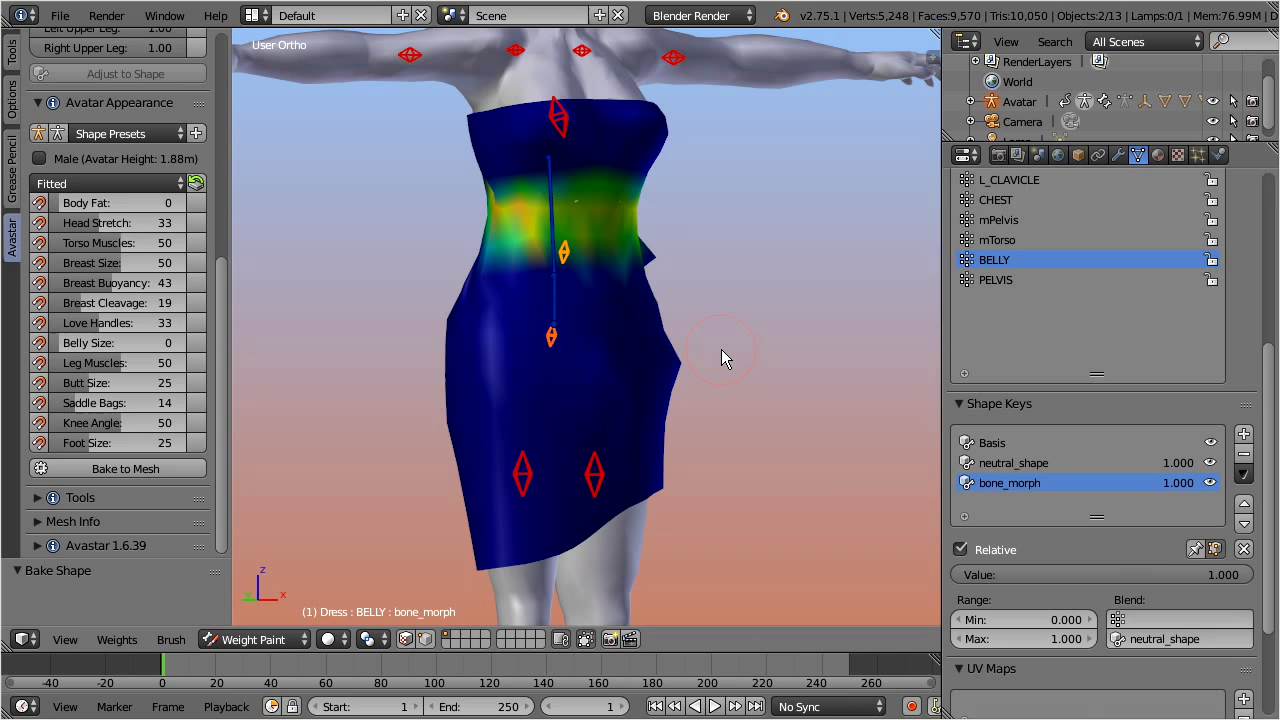 File Render Window Help Default Scene Blender Render v2.75.1 | Verts:5,248 | Faces:9,570 | Tris:10,050 | Objects:2/13 | Lamps:0/1 | Mem:76.99M
Tools
Options
Grease Pencil
Avastar
Left Upper Leg: 1.00
Right Upper Leg: 1.00
Adjust to Shape
Avatar Appearance
Shape Presets
Male (Avatar Height: 1.88m)
Fitted
Body Fat: 0
Head Stretch: 33
Torso Muscles: 50
Breast Size: 50
Breast Buoyancy: 43
Breast Cleavage: 19
Love Handles: 33
Belly Size: 0
Leg Muscles: 50
Butt Size: 25
Saddle Bags: 14
Knee Angle: 50
Foot Size: 25
Bake to Mesh
Tools
Mesh Info
Avastar 1.6.39
Bake Shape
User Ortho
z
y
x
(1) Dress : BELLY : bone_morph
View Weights Brush Weight Paint
-40 -20 0 20 40 60 80 100 120 140 160 180 200 220 240 260
View Marker Frame Playback Start: 1 End: 250 1 No Sync
View Search All Scenes
RenderLayers
World
Avatar
Camera
L_CLAVICLE
CHEST
mPelvis
mTorso
BELLY
PELVIS
Shape Keys
Basis
neutral_shape 1.000
bone_morph 1.000
Relative
Value: 1.000
Range: Blend:
Min: 0.000
Max: 1.000 neutral_shape
UV Maps